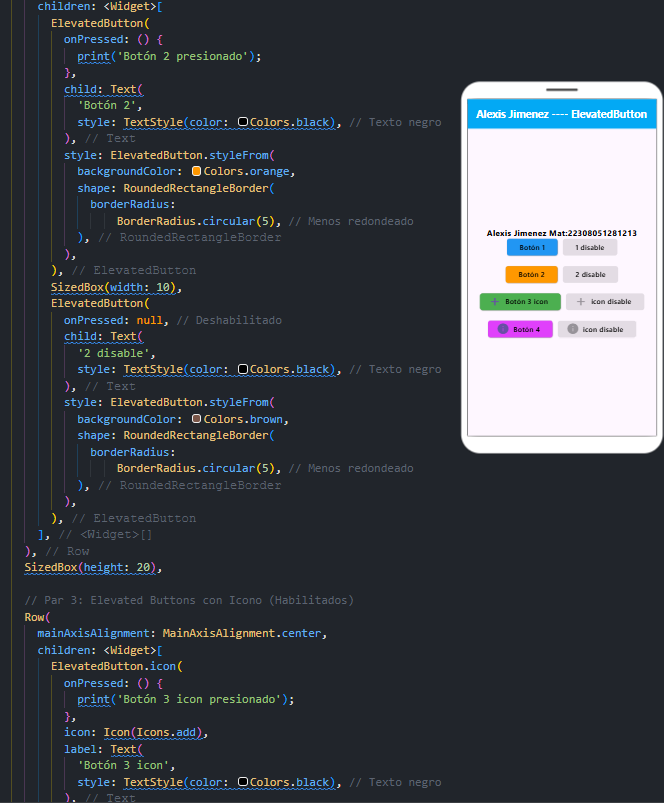 children: <Widget>[
ElevatedButton(
onPressed: () {
print('Botón 2 presionado');
},
child: Text(
'Botón 2',
style: TextStyle(color: Colors.black), // Texto negro
), // Text
style: ElevatedButton.styleFrom(
backgroundColor: Colors.orange,
shape: RoundedRectangleBorder(
borderRadius:
BorderRadius.circular(5), // Menos redondeado
), // RoundedRectangleBorder
),
), // ElevatedButton
SizedBox(width: 10),
ElevatedButton(
onPressed: null, // Deshabilitado
child: Text(
'2 disable',
style: TextStyle(color: Colors.black), // Texto negro
), // Text
style: ElevatedButton.styleFrom(
backgroundColor: Colors.brown,
shape: RoundedRectangleBorder(
borderRadius:
BorderRadius.circular(5), // Menos redondeado
), // RoundedRectangleBorder
),
), // ElevatedButton
], // <Widget>[]
), // Row
SizedBox(height: 20),
// Par 3: Elevated Buttons con Icono (Habilitados)
Row(
mainAxisAlignment: MainAxisAlignment.center,
children: <Widget>[
ElevatedButton.icon(
onPressed: () {
print('Botón 3 icon presionado');
},
icon: Icon(Icons.add),
label: Text(
'Botón 3 icon',
style: TextStyle(color: Colors.black), // Texto negro
), // Text
Alexis Jimenez ---- ElevatedButton
Alexis Jimenez Mat:22308051281213
Botón 1 1 disable
Botón 2 2 disable
Botón 3 icon icon disable
Botón 4 icon disable